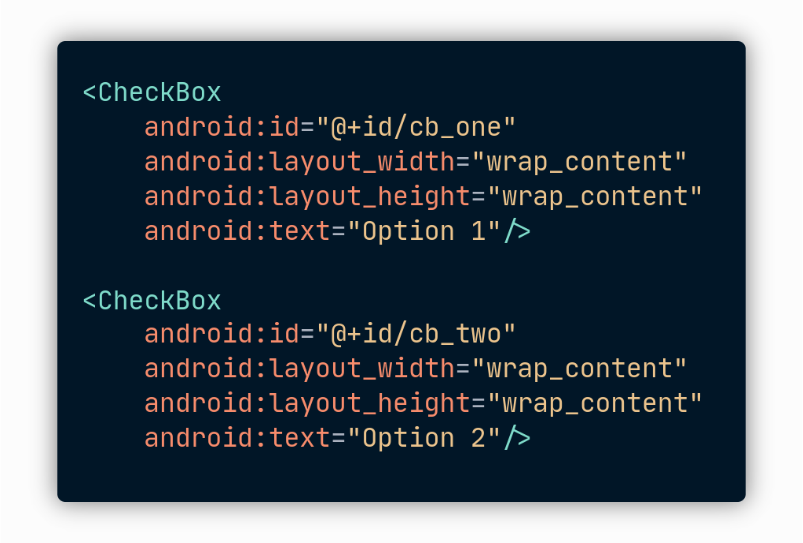 <CheckBox
    android:id="@+id/cb_one"
    android:layout_width="wrap_content"
    android:layout_height="wrap_content"
    android:text="Option 1"/>

<CheckBox
    android:id="@+id/cb_two"
    android:layout_width="wrap_content"
    android:layout_height="wrap_content"
    android:text="Option 2"/>